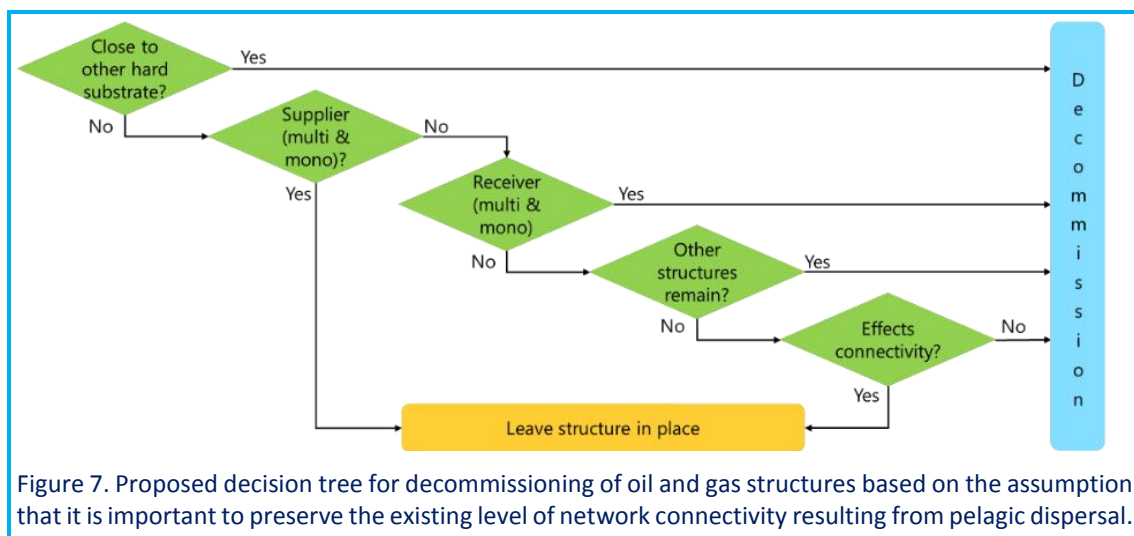 Close to
other hard
substrate?
Yes
No
Supplier
(multi &
mono)?
No
Yes
Receiver
(multi &
mono)
Yes
No
Other
structures
remain?
Yes
No
Effects
connectivity?
No
Yes
Leave structure in place
D
e
c
o
m
m
i
s
s
i
o
n
Figure 7. Proposed decision tree for decommissioning of oil and gas structures based on the assumption
that it is important to preserve the existing level of network connectivity resulting from pelagic dispersal.